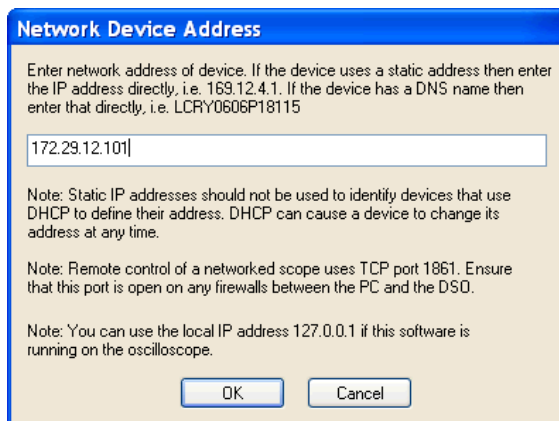 Network Device Address
Enter network address of device. If the device uses a static address then enter
the IP address directly, i.e. 169.12.4.1. If the device has a DNS name then
enter that directly, i.e. LCRY0606P18115
172.29.12.101
Note: Static IP addresses should not be used to identify devices that use
DHCP to define their address. DHCP can cause a device to change its
address at any time.
Note: Remote control of a networked scope uses TCP port 1861. Ensure
that this port is open on any firewalls between the PC and the DSO.
Note: You can use the local IP address 127.0.0.1 if this software is
running on the oscilloscope.
OK Cancel